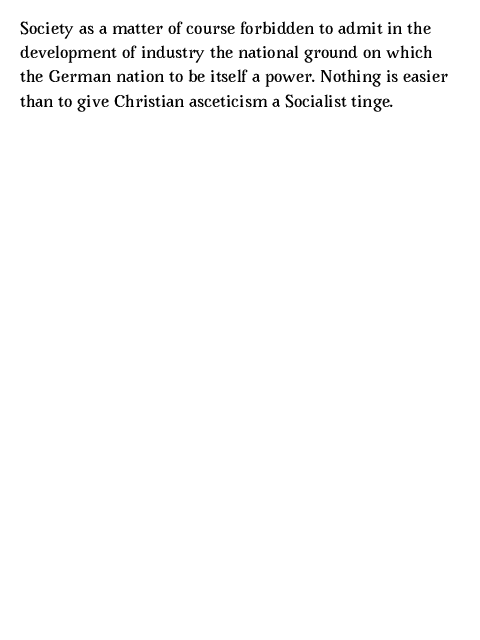 Society as a matter of course forbidden to admit in the
development of industry the national ground on which
the German nation to be itself a power. Nothing is easier
than to give Christian asceticism a Socialist tinge.